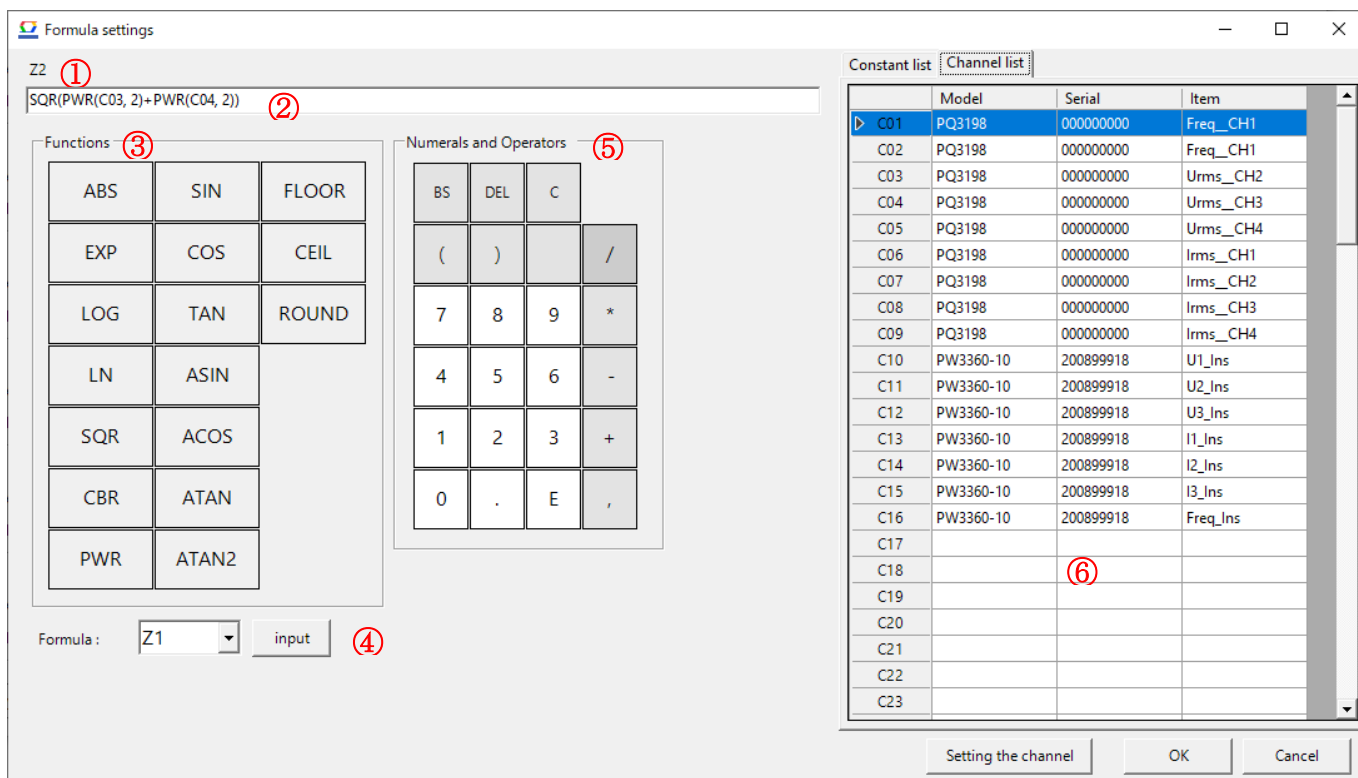 Formula settings
Z2 ①
SQR(PWR(C03, 2)+PWR(C04, 2)) ②
Functions ③
ABS SIN FLOOR
EXP COS CEIL
LOG TAN ROUND
LN ASIN
SQR ACOS
CBR ATAN
PWR ATAN2
Formula : Z1 input ④
Numerals and Operators ⑤
BS DEL C
( ) /
7 8 9 *
4 5 6 -
1 2 3 +
0 . E ,
Constant list Channel list
Model Serial Item
C01 PQ3198 000000000 Freq__CH1
C02 PQ3198 000000000 Freq__CH1
C03 PQ3198 000000000 Urms__CH2
C04 PQ3198 000000000 Urms__CH3
C05 PQ3198 000000000 Urms__CH4
C06 PQ3198 000000000 Irms__CH1
C07 PQ3198 000000000 Irms__CH2
C08 PQ3198 000000000 Irms__CH3
C09 PQ3198 000000000 Irms__CH4
C10 PW3360-10 200899918 U1_Ins
C11 PW3360-10 200899918 U2_Ins
C12 PW3360-10 200899918 U3_Ins
C13 PW3360-10 200899918 I1_Ins
C14 PW3360-10 200899918 I2_Ins
C15 PW3360-10 200899918 I3_Ins
C16 PW3360-10 200899918 Freq_Ins
C17
C18 ⑥
C19
C20
C21
C22
C23
Setting the channel OK Cancel